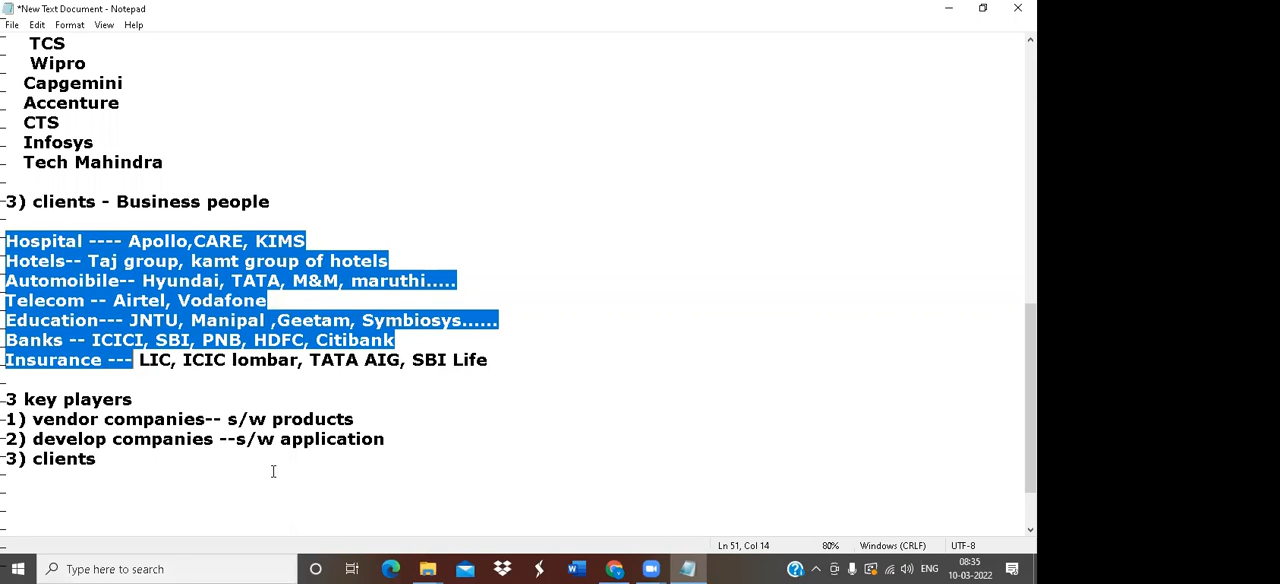 *New Text Document - Notepad
File Edit Format View Help
TCS
Wipro
Capgemini
Accenture
CTS
Infosys
Tech Mahindra
3) clients - Business people
Hospital ---- Apollo,CARE, KIMS
Hotels-- Taj group, kamt group of hotels
Automoibile-- Hyundai, TATA, M&M, maruthi.....
Telecom -- Airtel, Vodafone
Education--- JNTU, Manipal ,Geetam, Symbiosys......
Banks -- ICICI, SBI, PNB, HDFC, Citibank
Insurance --- LIC, ICIC lombar, TATA AIG, SBI Life
3 key players
1) vendor companies-- s/w products
2) develop companies --s/w application
3) clients
Ln 51, Col 14 80% Windows (CRLF) UTF-8
Type here to search
ENG
08:35
10-03-2022